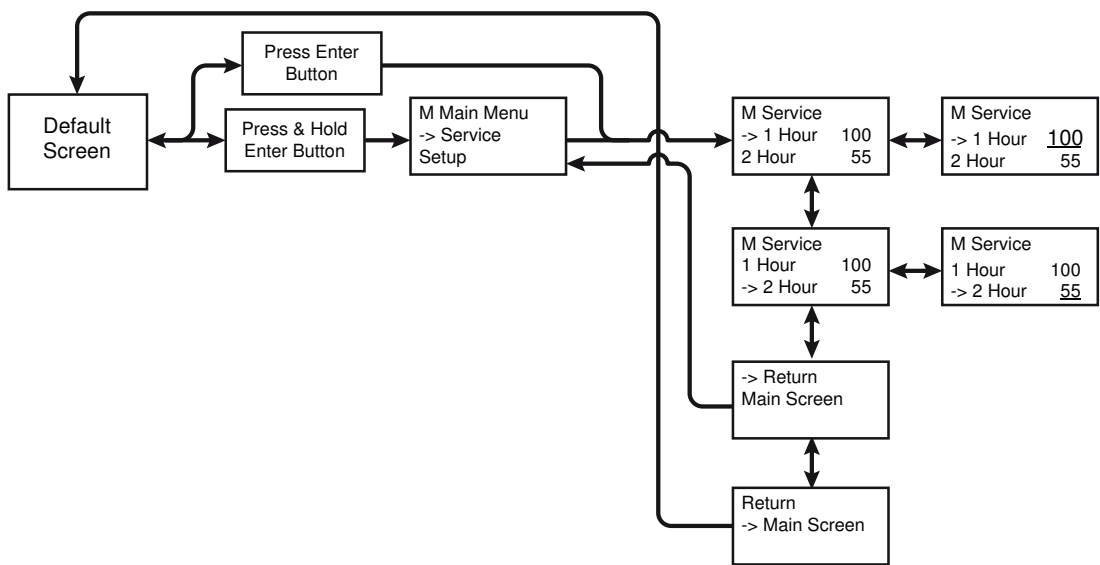 Press Enter
Button
Default
Screen
Press & Hold
Enter Button
M Main Menu
-> Service
Setup
M Service
-> 1 Hour 100
2 Hour 55
M Service
-> 1 Hour 100
2 Hour 55
M Service
1 Hour 100
-> 2 Hour 55
M Service
1 Hour 100
-> 2 Hour 55
-> Return
Main Screen
Return
-> Main Screen